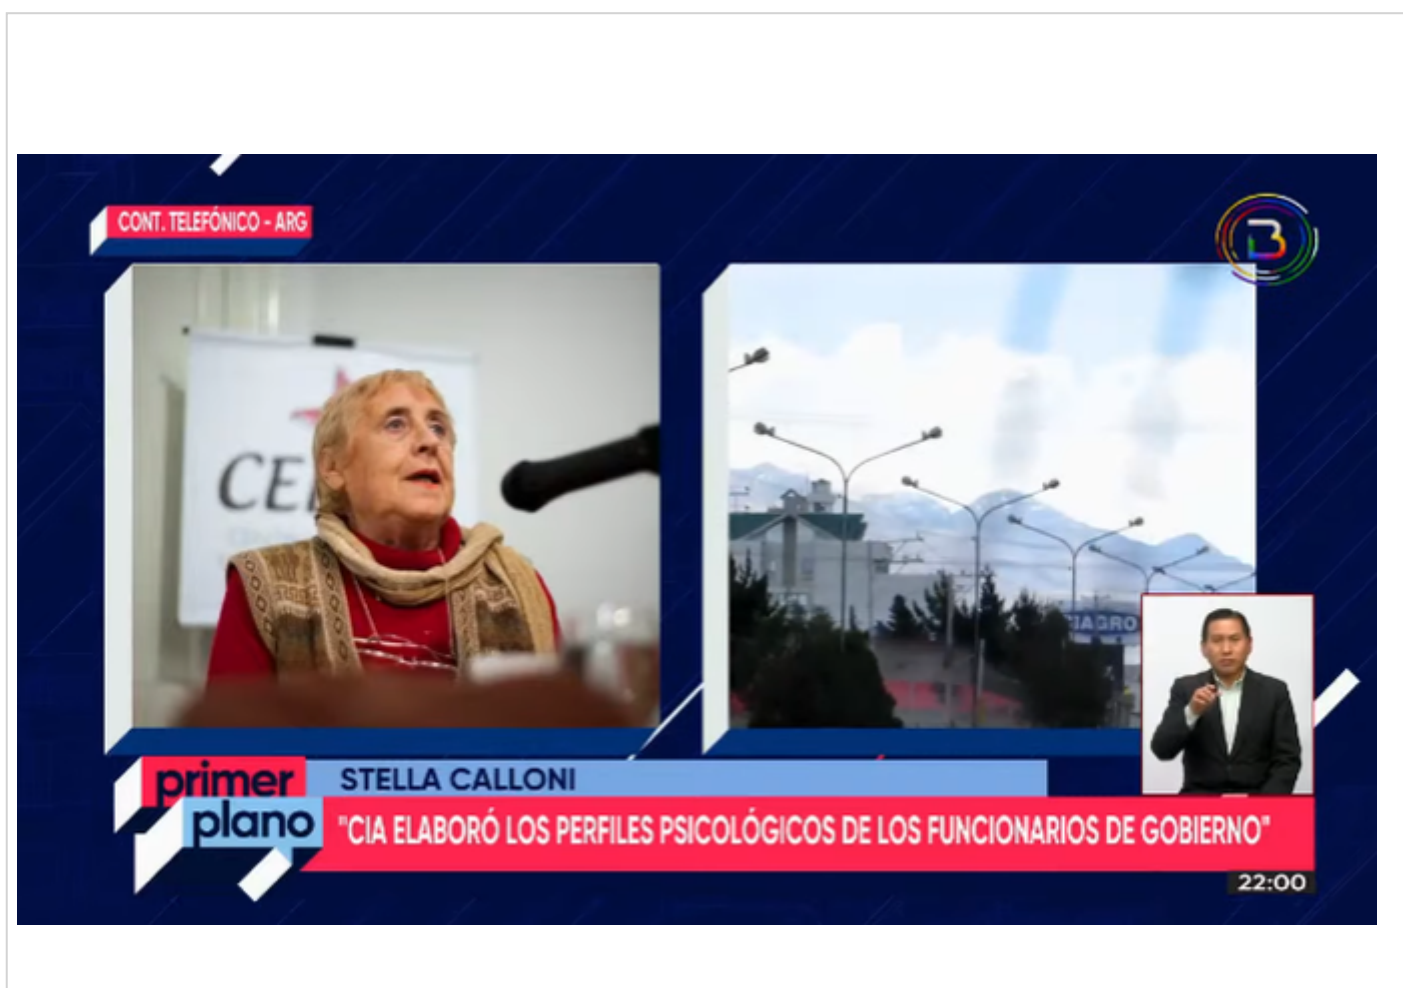 CONT. TELEFÓNICO - ARG
B
CE
AGRO
primer
plano
STELLA CALLONI
"CIA ELABORÓ LOS PERFILES PSICOLÓGICOS DE LOS FUNCIONARIOS DE GOBIERNO"
22:00